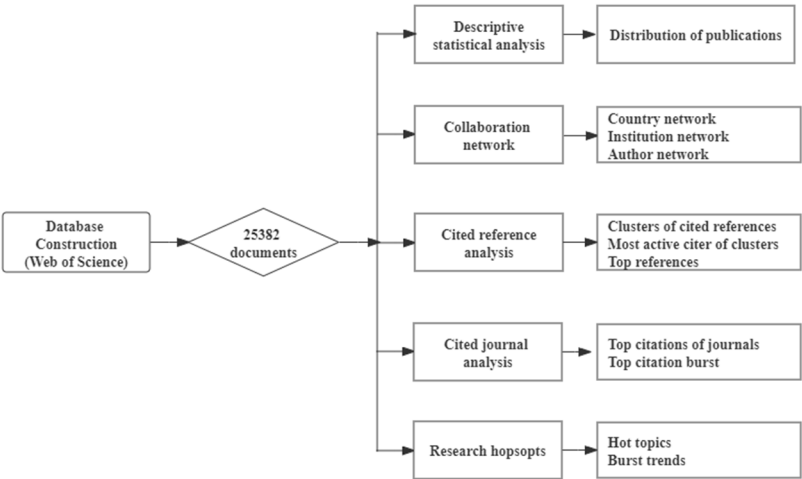 Database
Construction
(Web of Science)
25382
documents
Descriptive
statistical analysis
Distribution of publications
Collaboration
network
Country network
Institution network
Author network
Cited reference
analysis
Clusters of cited references
Most active citer of clusters
Top references
Cited journal
analysis
Top citations of journals
Top citation burst
Research hopsopts
Hot topics
Burst trends